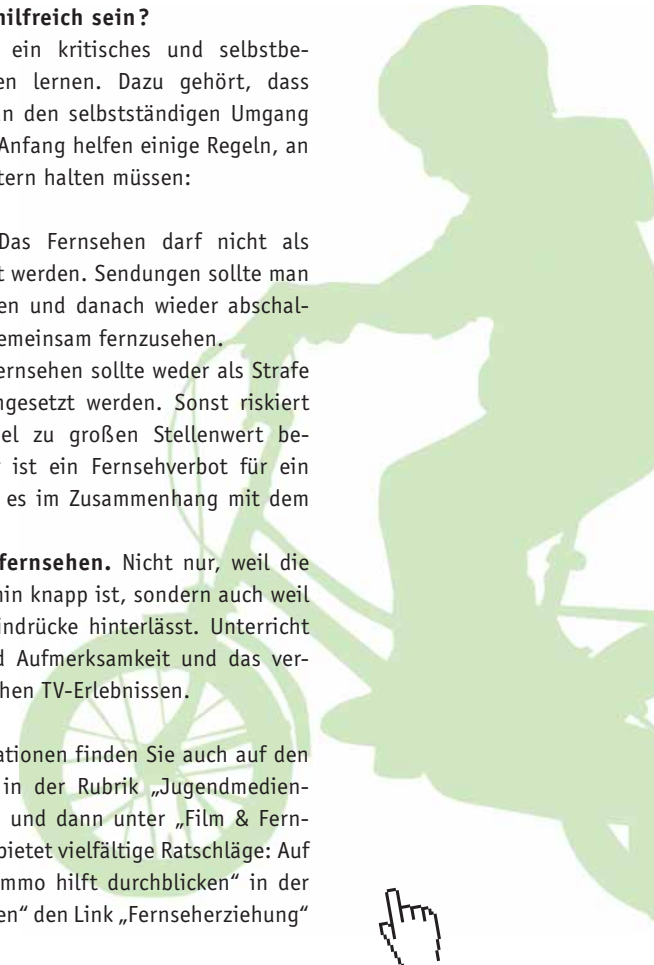 hilfreich sein?
ein kritisches und selbstbe-
en lernen. Dazu gehört, dass
den selbstständigen Umgang
Anfang helfen einige Regeln, an
tern halten müssen:
Das Fernsehen darf nicht als
t werden. Sendungen sollte man
en und danach wieder abschal-
emeinsam fernzusehen.
ernsehen sollte weder als Strafe
ngesetzt werden. Sonst riskiert
el zu großen Stellenwert be-
ist ein Fernsehverbot für ein
es im Zusammenhang mit dem
fernsehen. Nicht nur, weil die
hin knapp ist, sondern auch weil
indrücke hinterlässt. Unterricht
d Aufmerksamkeit und das ver-
chen TV-Erlebnissen.
ationen finden Sie auch auf den
in der Rubrik „Jugendmedien-
und dann unter „Film & Fern-
bietet vielfältige Ratschläge: Auf
mmo hilft durchblicken“ in der
en“ den Link „Fernseherziehung“